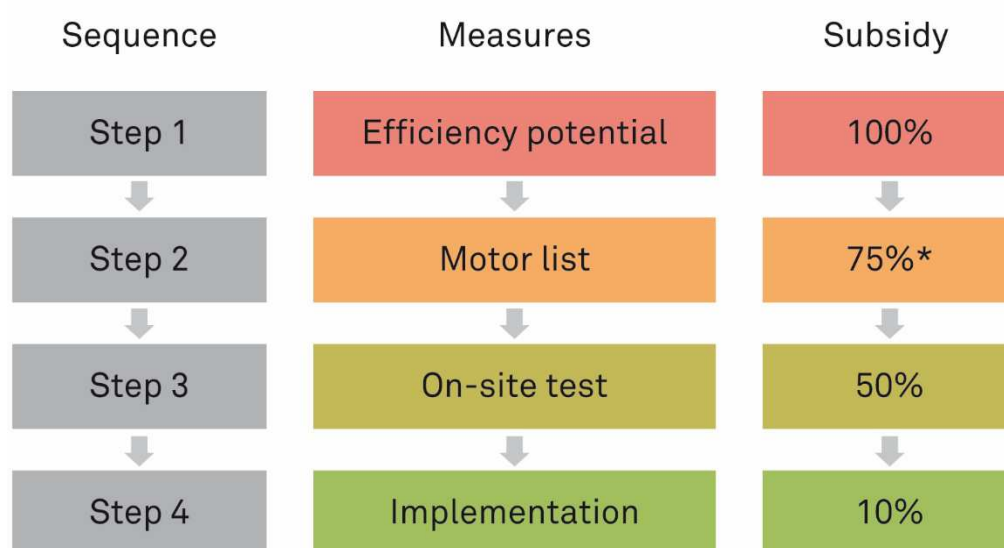 Sequence Measures Subsidy
Step 1 Efficiency potential 100%
Step 2 Motor list 75%*
Step 3 On-site test 50%
Step 4 Implementation 10%